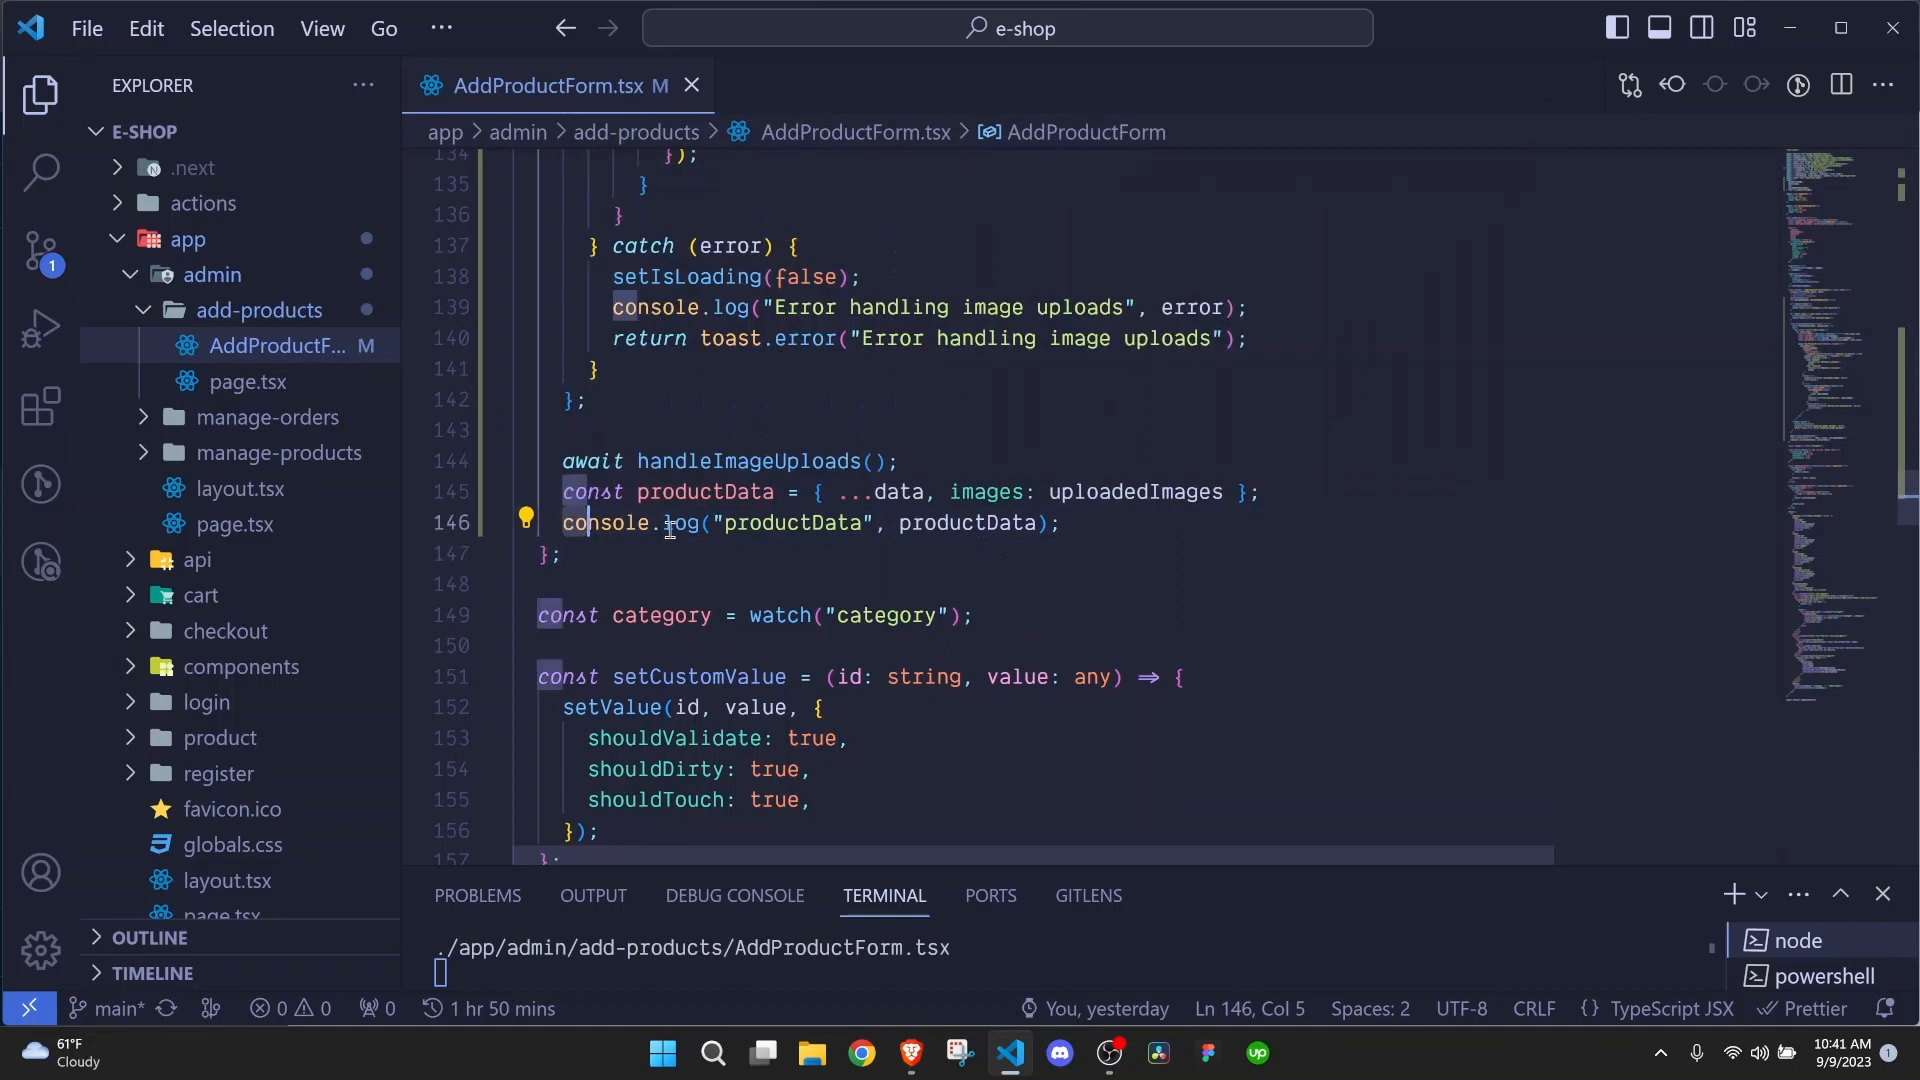 File Edit Selection View Go ··· e-shop
EXPLORER ···
AddProductForm.tsx M
E-SHOP
app > admin > add-products > AddProductForm.tsx > AddProductForm
.next
actions
app
admin
add-products
AddProductF... M
page.tsx
manage-orders
manage-products
layout.tsx
page.tsx
api
cart
checkout
components
login
product
register
favicon.ico
globals.css
layout.tsx
page.tsx
OUTLINE
TIMELINE
134 });
135 }
136 }
137 } catch (error) {
138 setIsLoading(false);
139 console.log("Error handling image uploads", error);
140 return toast.error("Error handling image uploads");
141 }
142 };
143
144 await handleImageUploads();
145 const productData = { ...data, images: uploadedImages };
146 console.log("productData", productData);
147 };
148
149 const category = watch("category");
150
151 const setCustomValue = (id: string, value: any) => {
152 setValue(id, value, {
153 shouldValidate: true,
154 shouldDirty: true,
155 shouldTouch: true,
156 });
157 };
PROBLEMS OUTPUT DEBUG CONSOLE TERMINAL PORTS GITLENS
./app/admin/add-products/AddProductForm.tsx
node
powershell
1
main* 0 0 0 1 hr 50 mins You, yesterday Ln 146, Col 5 Spaces: 2 UTF-8 CRLF {} TypeScript JSX Prettier
61°F
Cloudy
up
10:41 AM
9/9/2023
1